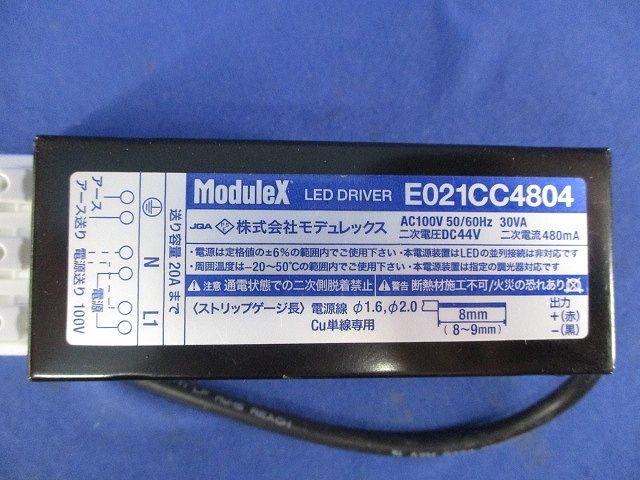 ModuleX LED DRIVER E021CC4804
JGA 株式会社モデュレックス
AC100V 50/60Hz 30VA
二次電圧DC44V 二次電流480mA
・電源は定格値の±6%の範囲内でご使用下さい ・本電源装置はLEDの並列接続は非対応です
・周囲温度は−20~50℃の範囲内でご使用下さい ・本電源装置は指定の調光器対応です
注意 通電状態での二次側脱着禁止 警告 断熱材施工不可/火災の恐れあり
〈ストリップゲージ長〉 電源線 φ1.6, φ2.0
Cu単線専用
8mm
(8~9mm)
出力
+(赤)
−(黒)
アース
アース送り
電源送り 100V
電源
N
L1
送り容量 20Aまで